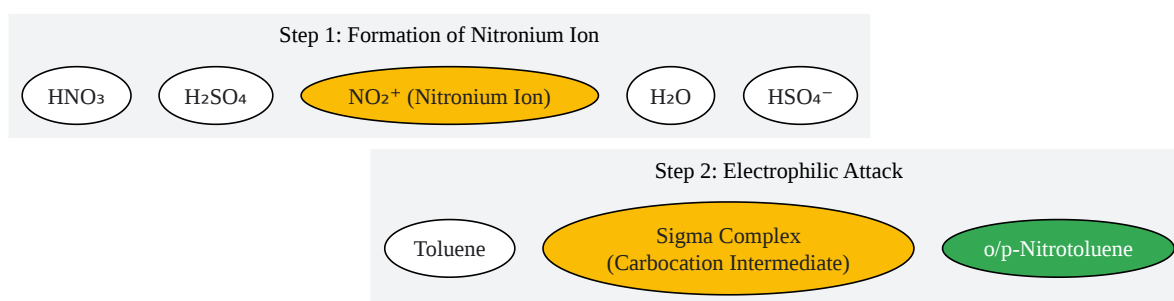 Step 1: Formation of Nitronium Ion
HNO₃
H₂SO₄
NO₂⁺ (Nitronium Ion)
H₂O
HSO₄⁻
Step 2: Electrophilic Attack
Toluene
Sigma Complex
(Carbocation Intermediate)
o/p-Nitrotoluene